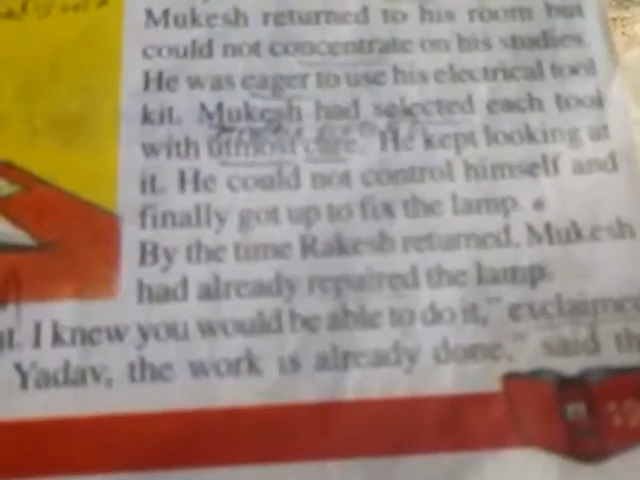 Mukesh returned to his room but
could not concentrate on his studies.
He was eager to use his electrical tool
kit. Mukesh had selected each tool
with utmost care. He kept looking at
it. He could not control himself and
finally got up to fix the lamp.
By the time Rakesh returned, Mukesh
had already repaired the lamp.
I knew you would be able to do it," exclaimed
Yadav, the work is already done," said